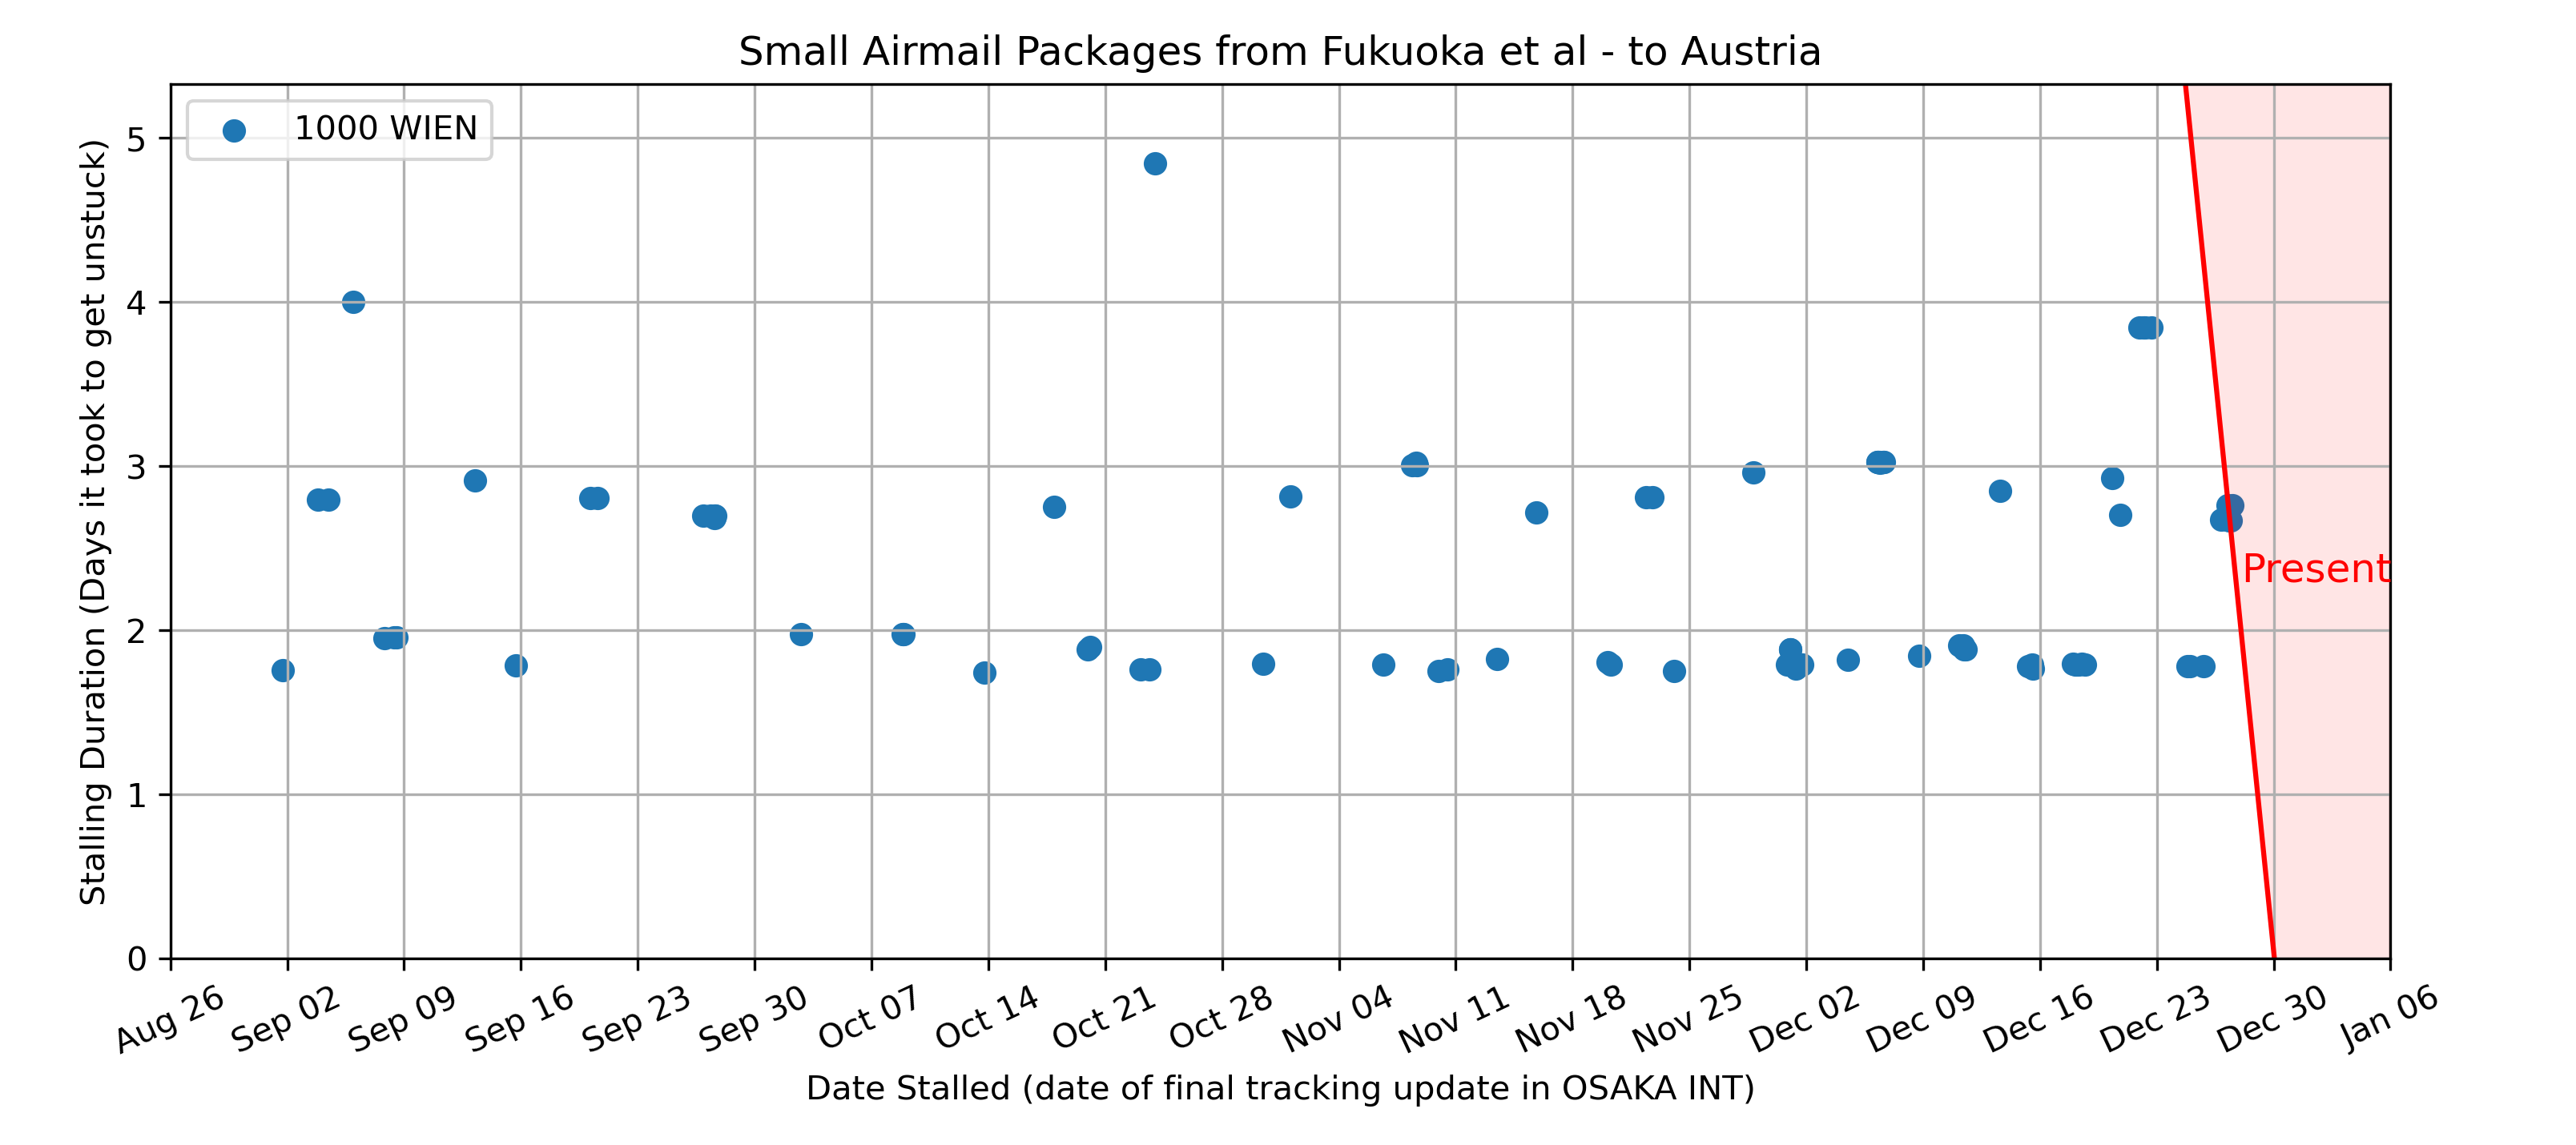 Small Airmail Packages from Fukuoka et al - to Austria
1000 WIEN
Stalling Duration (Days it took to get unstuck)
5
4
3
2
1
0
Present
Aug 26
Sep 02
Sep 09
Sep 16
Sep 23
Sep 30
Oct 07
Oct 14
Oct 21
Oct 28
Nov 04
Nov 11
Nov 18
Nov 25
Dec 02
Dec 09
Dec 16
Dec 23
Dec 30
Jan 06
Date Stalled (date of final tracking update in OSAKA INT)